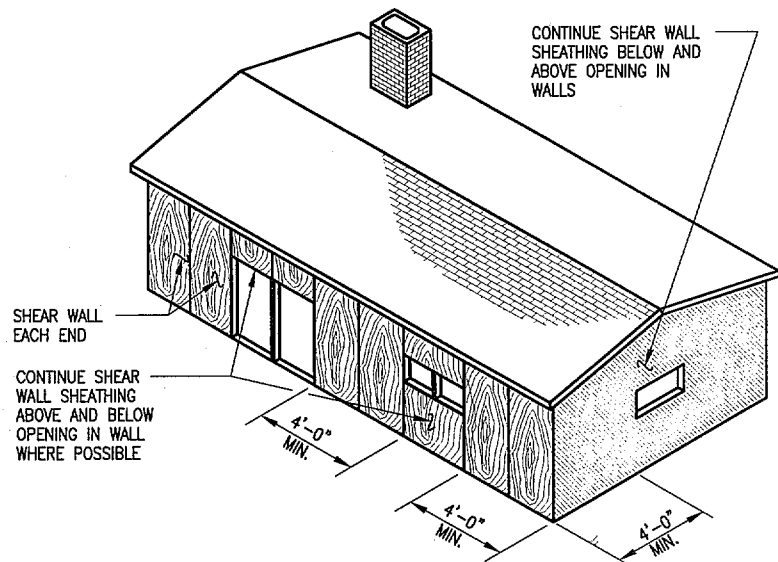 CONTINUE SHEAR WALL
SHEATHING BELOW AND
ABOVE OPENING IN
WALLS
SHEAR WALL
EACH END
CONTINUE SHEAR
WALL SHEATHING
ABOVE AND BELOW
OPENING IN WALL
WHERE POSSIBLE
4'-0"
MIN.
4'-0"
MIN.
4'-0"
MIN.